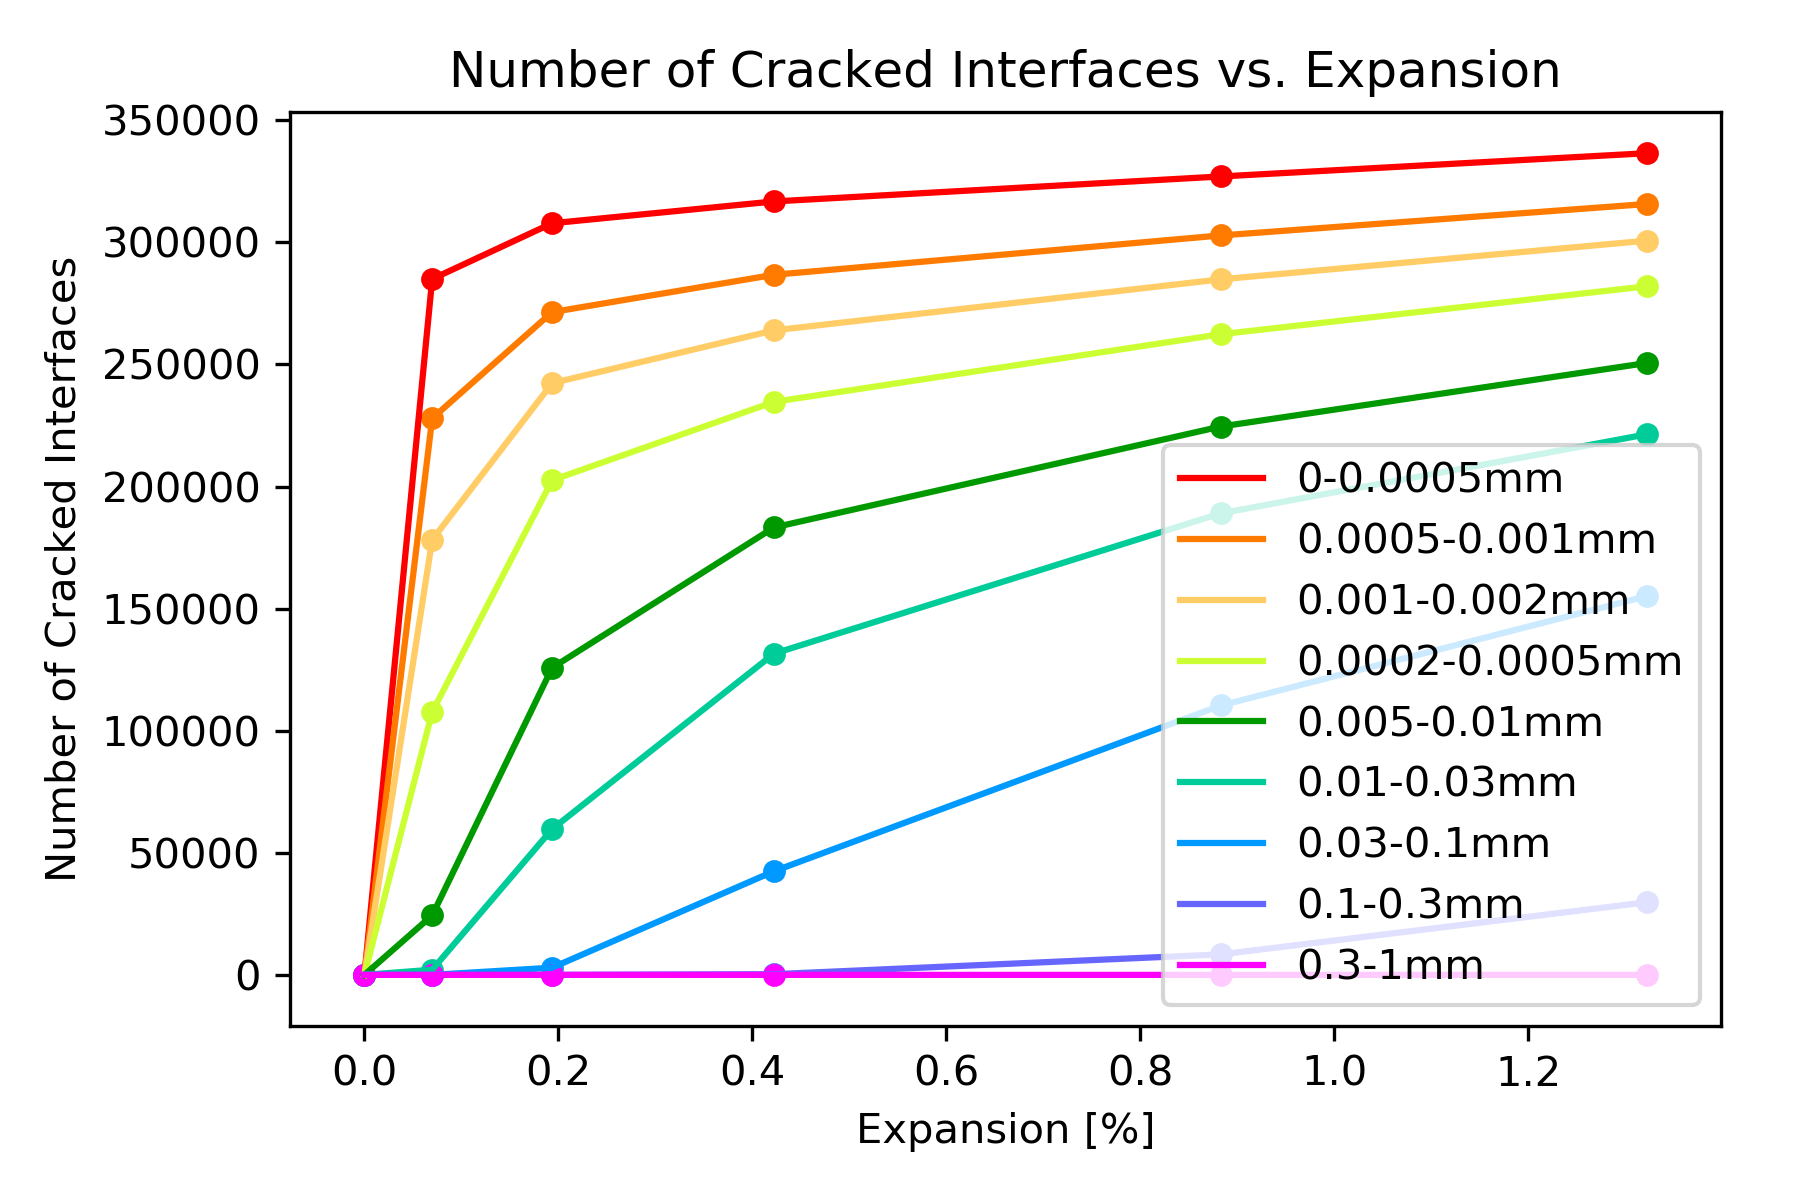 Number of Cracked Interfaces vs. Expansion
Number of Cracked Interfaces
350000
300000
250000
200000
150000
100000
50000
0
0-0.0005mm
0.0005-0.001mm
0.001-0.002mm
0.0002-0.0005mm
0.005-0.01mm
0.01-0.03mm
0.03-0.1mm
0.1-0.3mm
0.3-1mm
0.0 0.2 0.4 0.6 0.8 1.0 1.2
Expansion [%]